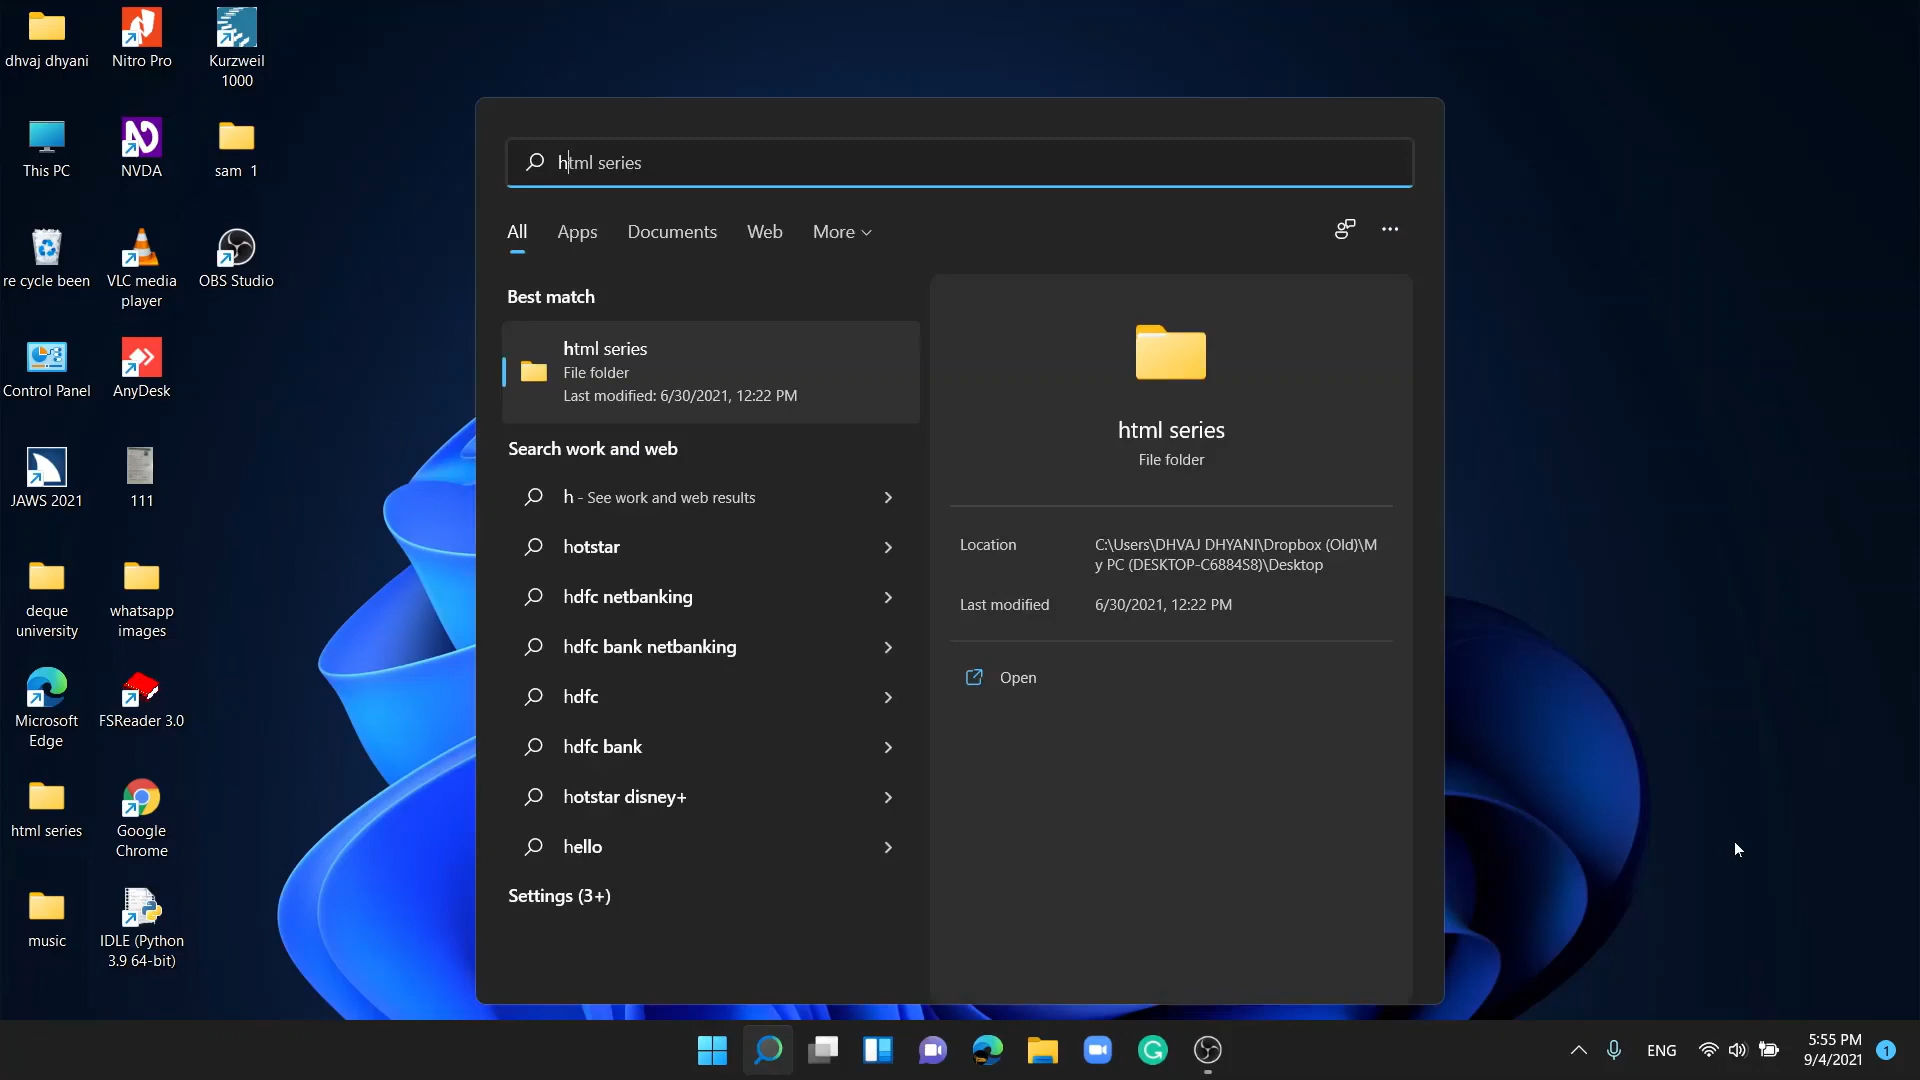 dhvaj dhyani
Nitro Pro
Kurzweil
1000
This PC
NVDA
sam 1
re cycle been
VLC media
player
OBS Studio
Control Panel
AnyDesk
JAWS 2021
111
deque
university
whatsapp
images
Microsoft
Edge
FSReader 3.0
html series
Google
Chrome
music
IDLE (Python
3.9 64-bit)
html series
All Apps Documents Web More
Best match
html series
File folder
Last modified: 6/30/2021, 12:22 PM
Search work and web
h - See work and web results
hotstar
hdfc netbanking
hdfc bank netbanking
hdfc
hdfc bank
hotstar disney+
hello
Settings (3+)
html series
File folder
Location C:\Users\DHVAJ DHYANI\Dropbox (Old)\M
y PC (DESKTOP-C6884S8)\Desktop
Last modified 6/30/2021, 12:22 PM
Open
ENG
5:55 PM
9/4/2021
1